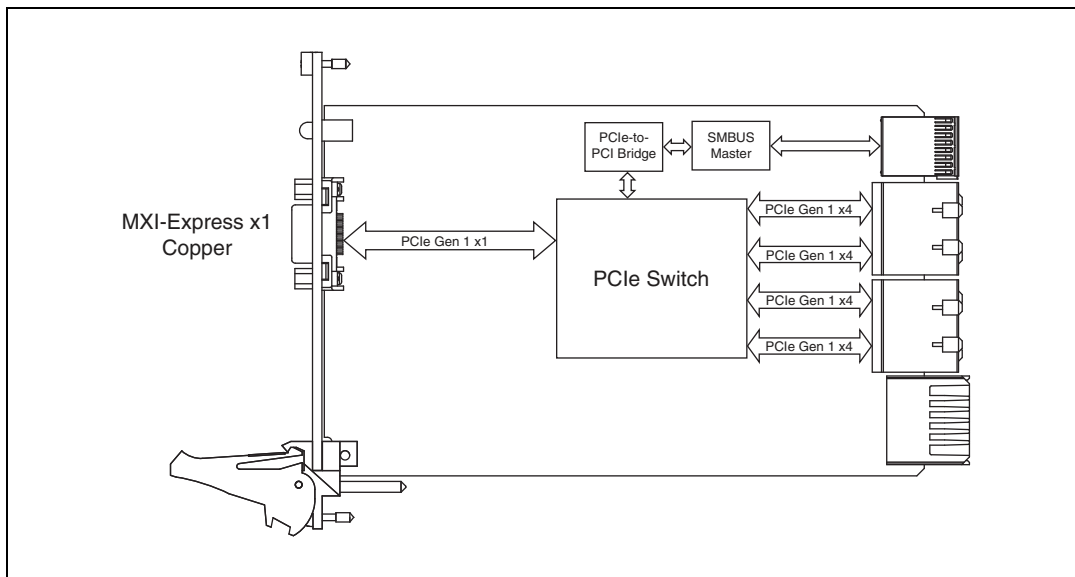 PCIe-to-
PCI Bridge
SMBUS
Master
MXI-Express x1
Copper
PCIe Gen 1 x1
PCIe Switch
PCIe Gen 1 x4
PCIe Gen 1 x4
PCIe Gen 1 x4
PCIe Gen 1 x4